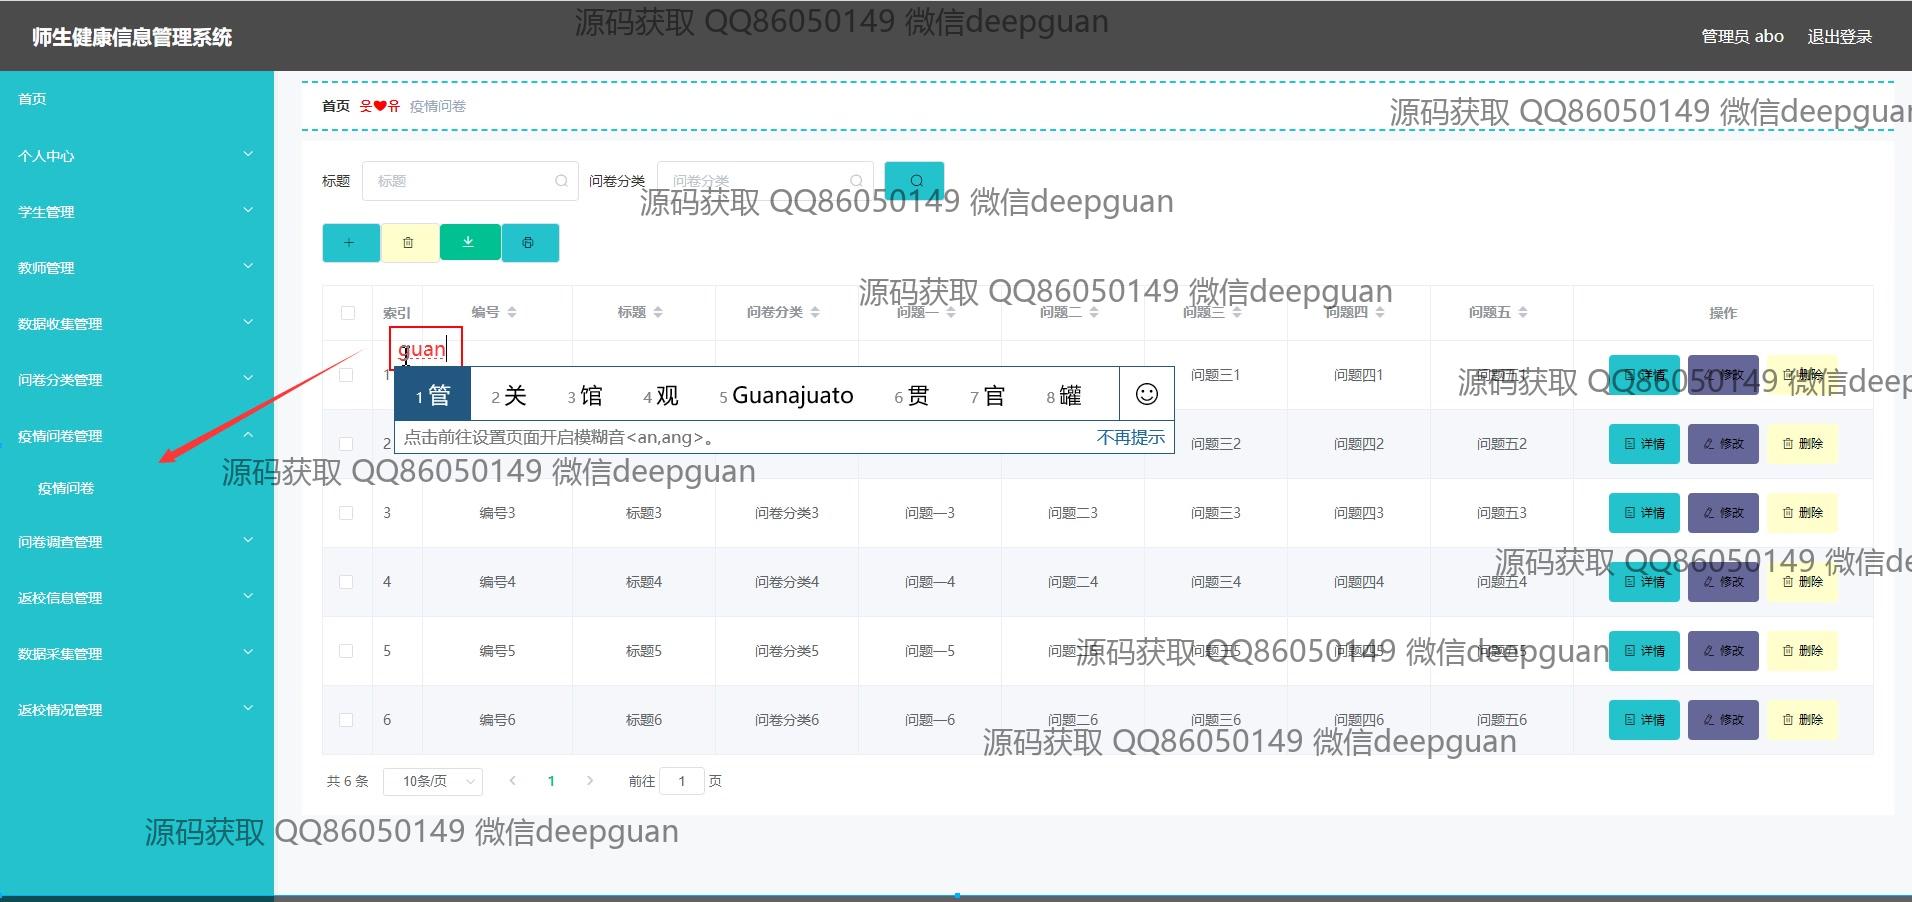 源码获取 QQ86050149 微信deepguan
师生健康信息管理系统
管理员 abo 退出登录
首页
个人中心
学生管理
教师管理
数据收集管理
问卷分类管理
疫情问卷管理
疫情问卷
问卷调查管理
返校信息管理
数据采集管理
返校情况管理
首页 웃❤유 疫情问卷
源码获取 QQ86050149 微信deepguan
标题 标题 问卷分类 问卷分类
源码获取 QQ86050149 微信deepguan
源码获取 QQ86050149 微信deepguan
索引 编号 标题 问卷分类 问题一 问题二 问题三 问题四 问题五 操作
guan
1 管 2 关 3 馆 4 观 5 Guanajuato 6 贯 7 官 8 罐
点击前往设置页面开启模糊音<an,ang>。 不再提示
1 问题三1 问题四1 问题五1 详情 修改 删除
源码获取 QQ86050149 微信deep
2 问题三2 问题四2 问题五2 详情 修改 删除
源码获取 QQ86050149 微信deepguan
3 编号3 标题3 问卷分类3 问题一3 问题二3 问题三3 问题四3 问题五3 详情 修改 删除
源码获取 QQ86050149 微信de
4 编号4 标题4 问卷分类4 问题一4 问题二4 问题三4 问题四4 问题五4 详情 修改 删除
5 编号5 标题5 问卷分类5 问题一5 问题二5 问题三5 问题四5 问题五5 详情 修改 删除
源码获取 QQ86050149 微信deepguan
6 编号6 标题6 问卷分类6 问题一6 问题二6 问题三6 问题四6 问题五6 详情 修改 删除
源码获取 QQ86050149 微信deepguan
共 6 条 10条/页 1 前往 1 页
源码获取 QQ86050149 微信deepguan